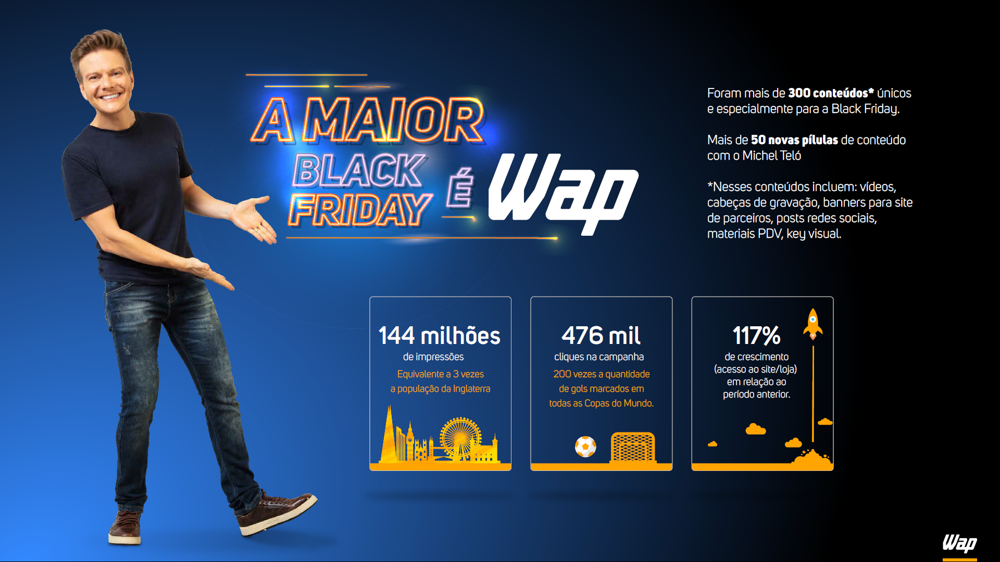 A MAIOR
BLACK
FRIDAY É Wap
Foram mais de 300 conteúdos* únicos
e especialmente para a Black Friday.
Mais de 50 novas pílulas de conteúdo
com o Michel Teló
*Nesses conteúdos incluem: vídeos,
cabeças de gravação, banners para site
de parceiros, posts redes sociais,
materiais PDV, key visual.
144 milhões
de impressões
Equivalente a 3 vezes
a população da Inglaterra
476 mil
cliques na campanha
200 vezes a quantidade
de gols marcados em
todas as Copas do Mundo.
117%
de crescimento
(acesso ao site/loja)
em relação ao
período anterior.
Wap